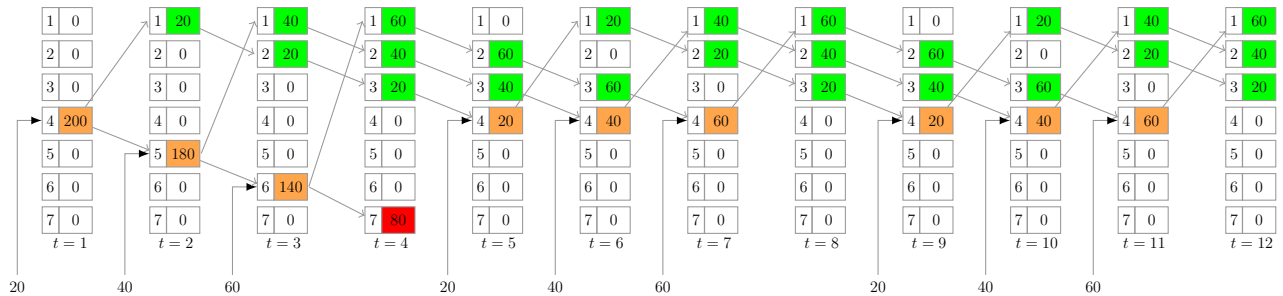 1 0 1 20 1 40 1 60 1 0 1 20 1 40 1 60 1 0 1 20 1 40 1 60
2 0 2 0 2 20 2 40 2 60 2 0 2 20 2 40 2 60 2 0 2 20 2 40
3 0 3 0 3 0 3 20 3 40 3 60 3 0 3 20 3 40 3 60 3 0 3 20
4 200 4 0 4 0 4 0 4 20 4 40 4 60 4 0 4 20 4 40 4 60 4 0
5 0 5 180 5 0 5 0 5 0 5 0 5 0 5 0 5 0 5 0 5 0 5 0
6 0 6 0 6 140 6 0 6 0 6 0 6 0 6 0 6 0 6 0 6 0 6 0
7 0 7 0 7 0 7 80 7 0 7 0 7 0 7 0 7 0 7 0 7 0 7 0
t = 1 t = 2 t = 3 t = 4 t = 5 t = 6 t = 7 t = 8 t = 9 t = 10 t = 11 t = 12
20 40 60 20 40 60 20 40 60